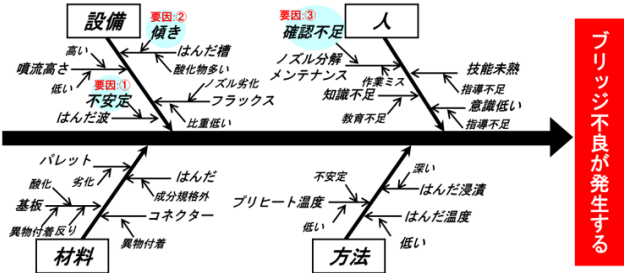 設備
要因:②
傾き
はんだ槽
酸化物多い
高い
噴流高さ
低い
要因:①
不安定
はんだ波
ノズル劣化
フラックス
比重低い
要因:③
確認不足
人
ノズル分解
メンテナンス
作業ミス
知識不足
教育不足
技能未熟
指導不足
意識低い
指導不足
ブリッジ不良が発生する
パレット
劣化
酸化
基板
異物付着
反り
はんだ
成分規格外
コネクター
異物付着
材料
不安定
プリヒート温度
低い
深い
はんだ浸漬
はんだ温度
低い
方法